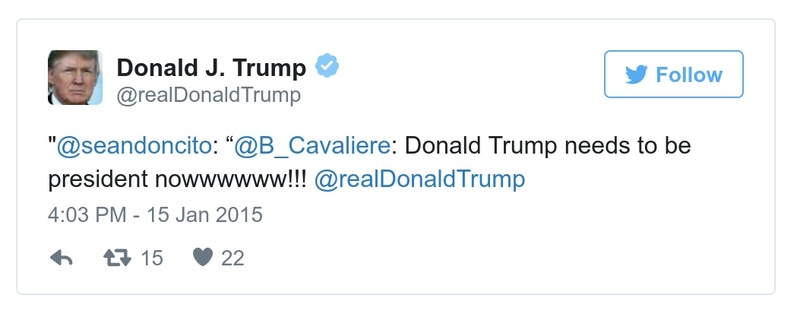 Donald J. Trump
@realDonaldTrump
Follow
"@seandoncito: “@B_Cavaliere: Donald Trump needs to be
president nowwwwww!!! @realDonaldTrump
4:03 PM - 15 Jan 2015
15 22